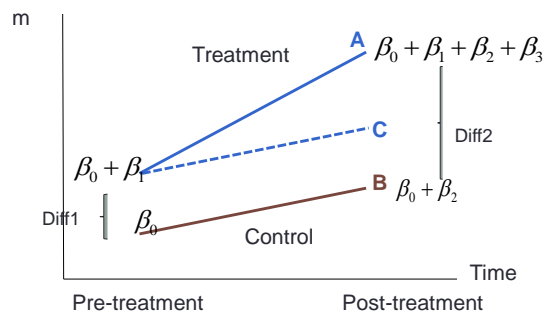 m
A
β₀ + β₁ + β₂ + β₃
Treatment
C
Diff2
β₀ + β₁
B
β₀ + β₂
Diff1
β₀
Control
Time
Pre-treatment
Post-treatment